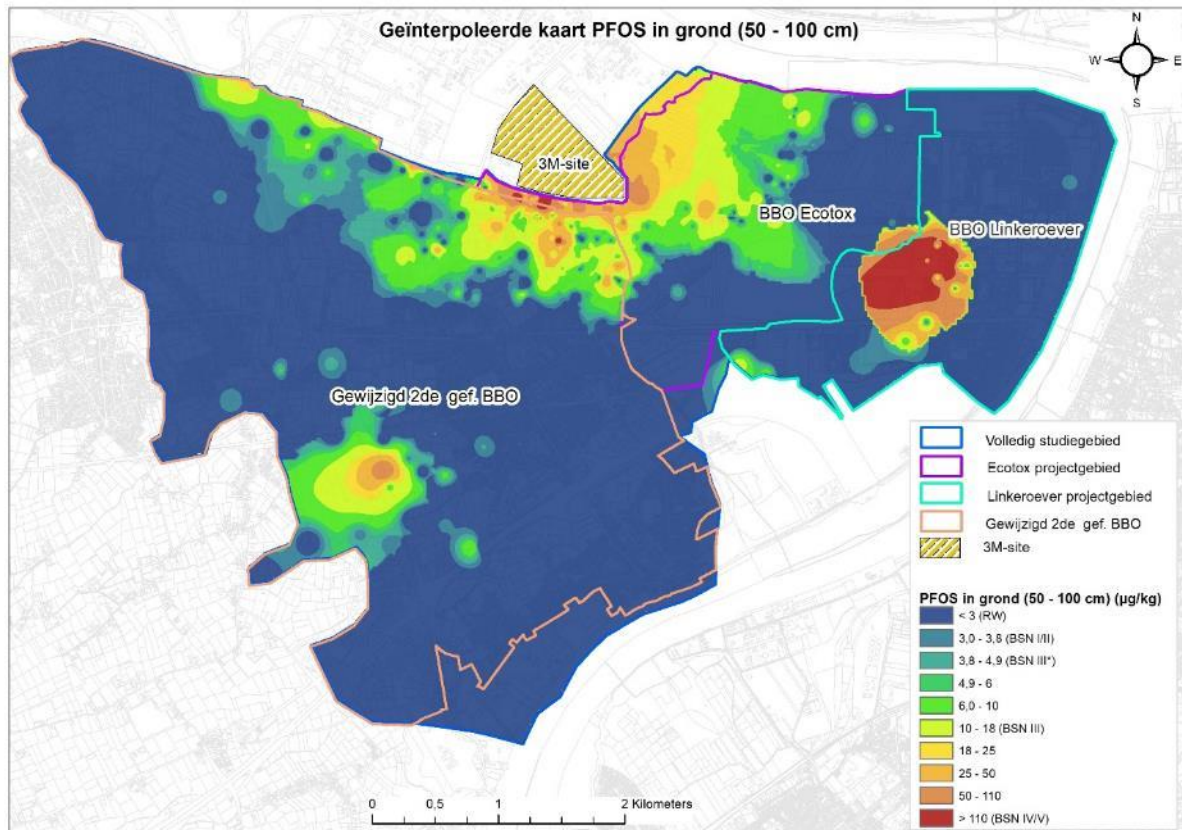 Geïnterpoleerde kaart PFOS in grond (50 - 100 cm)
N
W E
S
3M-site
BBO Ecotox
BBO Linkeroever
Gewijzigd 2de gef. BBO
Volledig studiegebied
Ecotox projectgebied
Linkeroever projectgebied
Gewijzigd 2de gef. BBO
3M-site
PFOS in grond (50 - 100 cm) (µg/kg)
< 3 (RW)
3,0 - 3,8 (BSN I/II)
3,8 - 4,9 (BSN III*)
4,9 - 6
6,0 - 10
10 - 18 (BSN III)
18 - 25
25 - 50
50 - 110
> 110 (BSN IV/V)
0 0,5 1 2 Kilometers